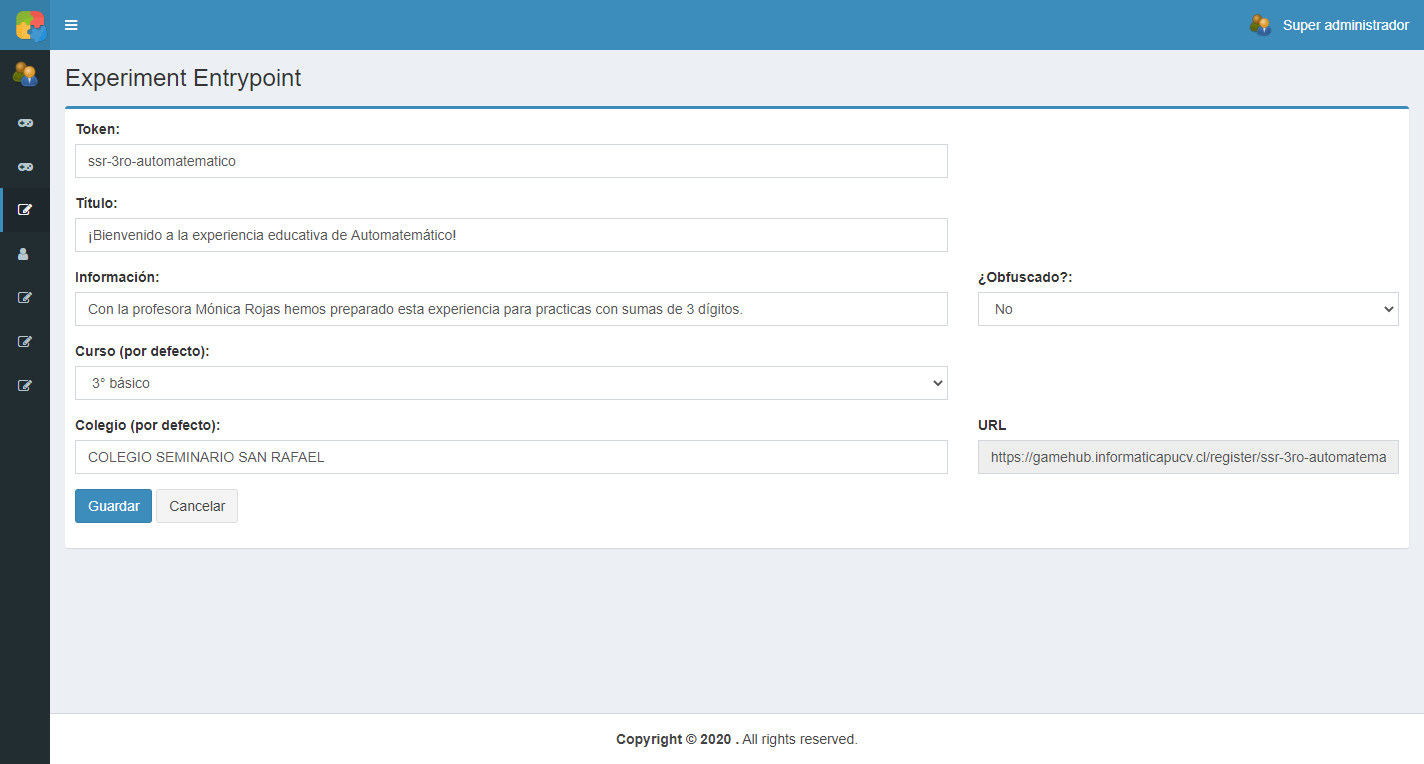 Super administrador
Experiment Entrypoint
Token:
ssr-3ro-automatematico
Título:
¡Bienvenido a la experiencia educativa de Automatemático!
Información:
¿Obfuscado?:
Con la profesora Mónica Rojas hemos preparado esta experiencia para practicas con sumas de 3 dígitos.
No
Curso (por defecto):
3° básico
Colegio (por defecto):
URL
COLEGIO SEMINARIO SAN RAFAEL
https://gamehub.informaticapucv.cl/register/ssr-3ro-automatema
Guardar Cancelar
Copyright © 2020 . All rights reserved.